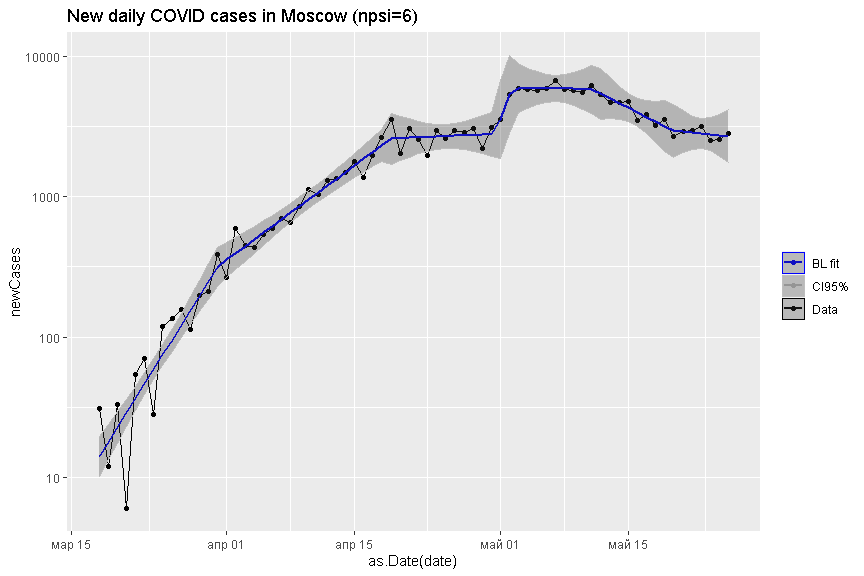 New daily COVID cases in Moscow (npsi=6)
10000
1000
100
10
newCases
мар 15
апр 01
апр 15
май 01
май 15
as.Date(date)
BL fit
CI95%
Data